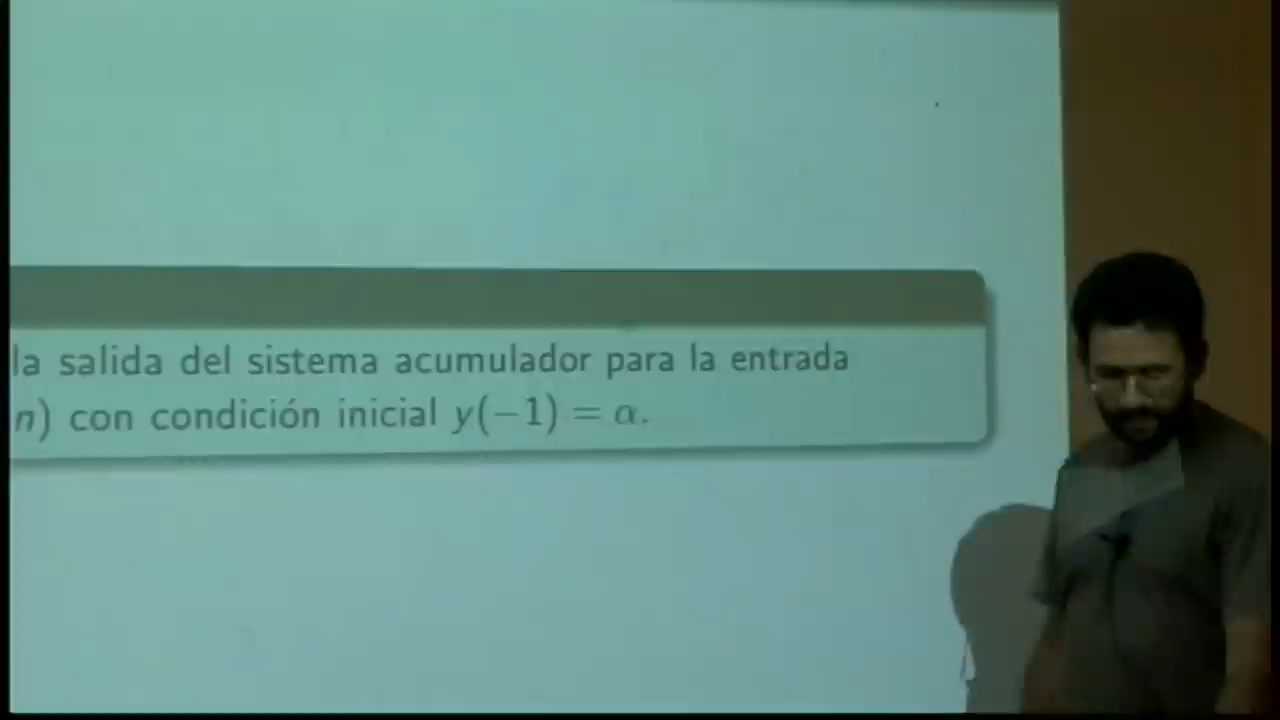 la salida del sistema acumulador para la entrada
n) con condición inicial y(−1) = α.